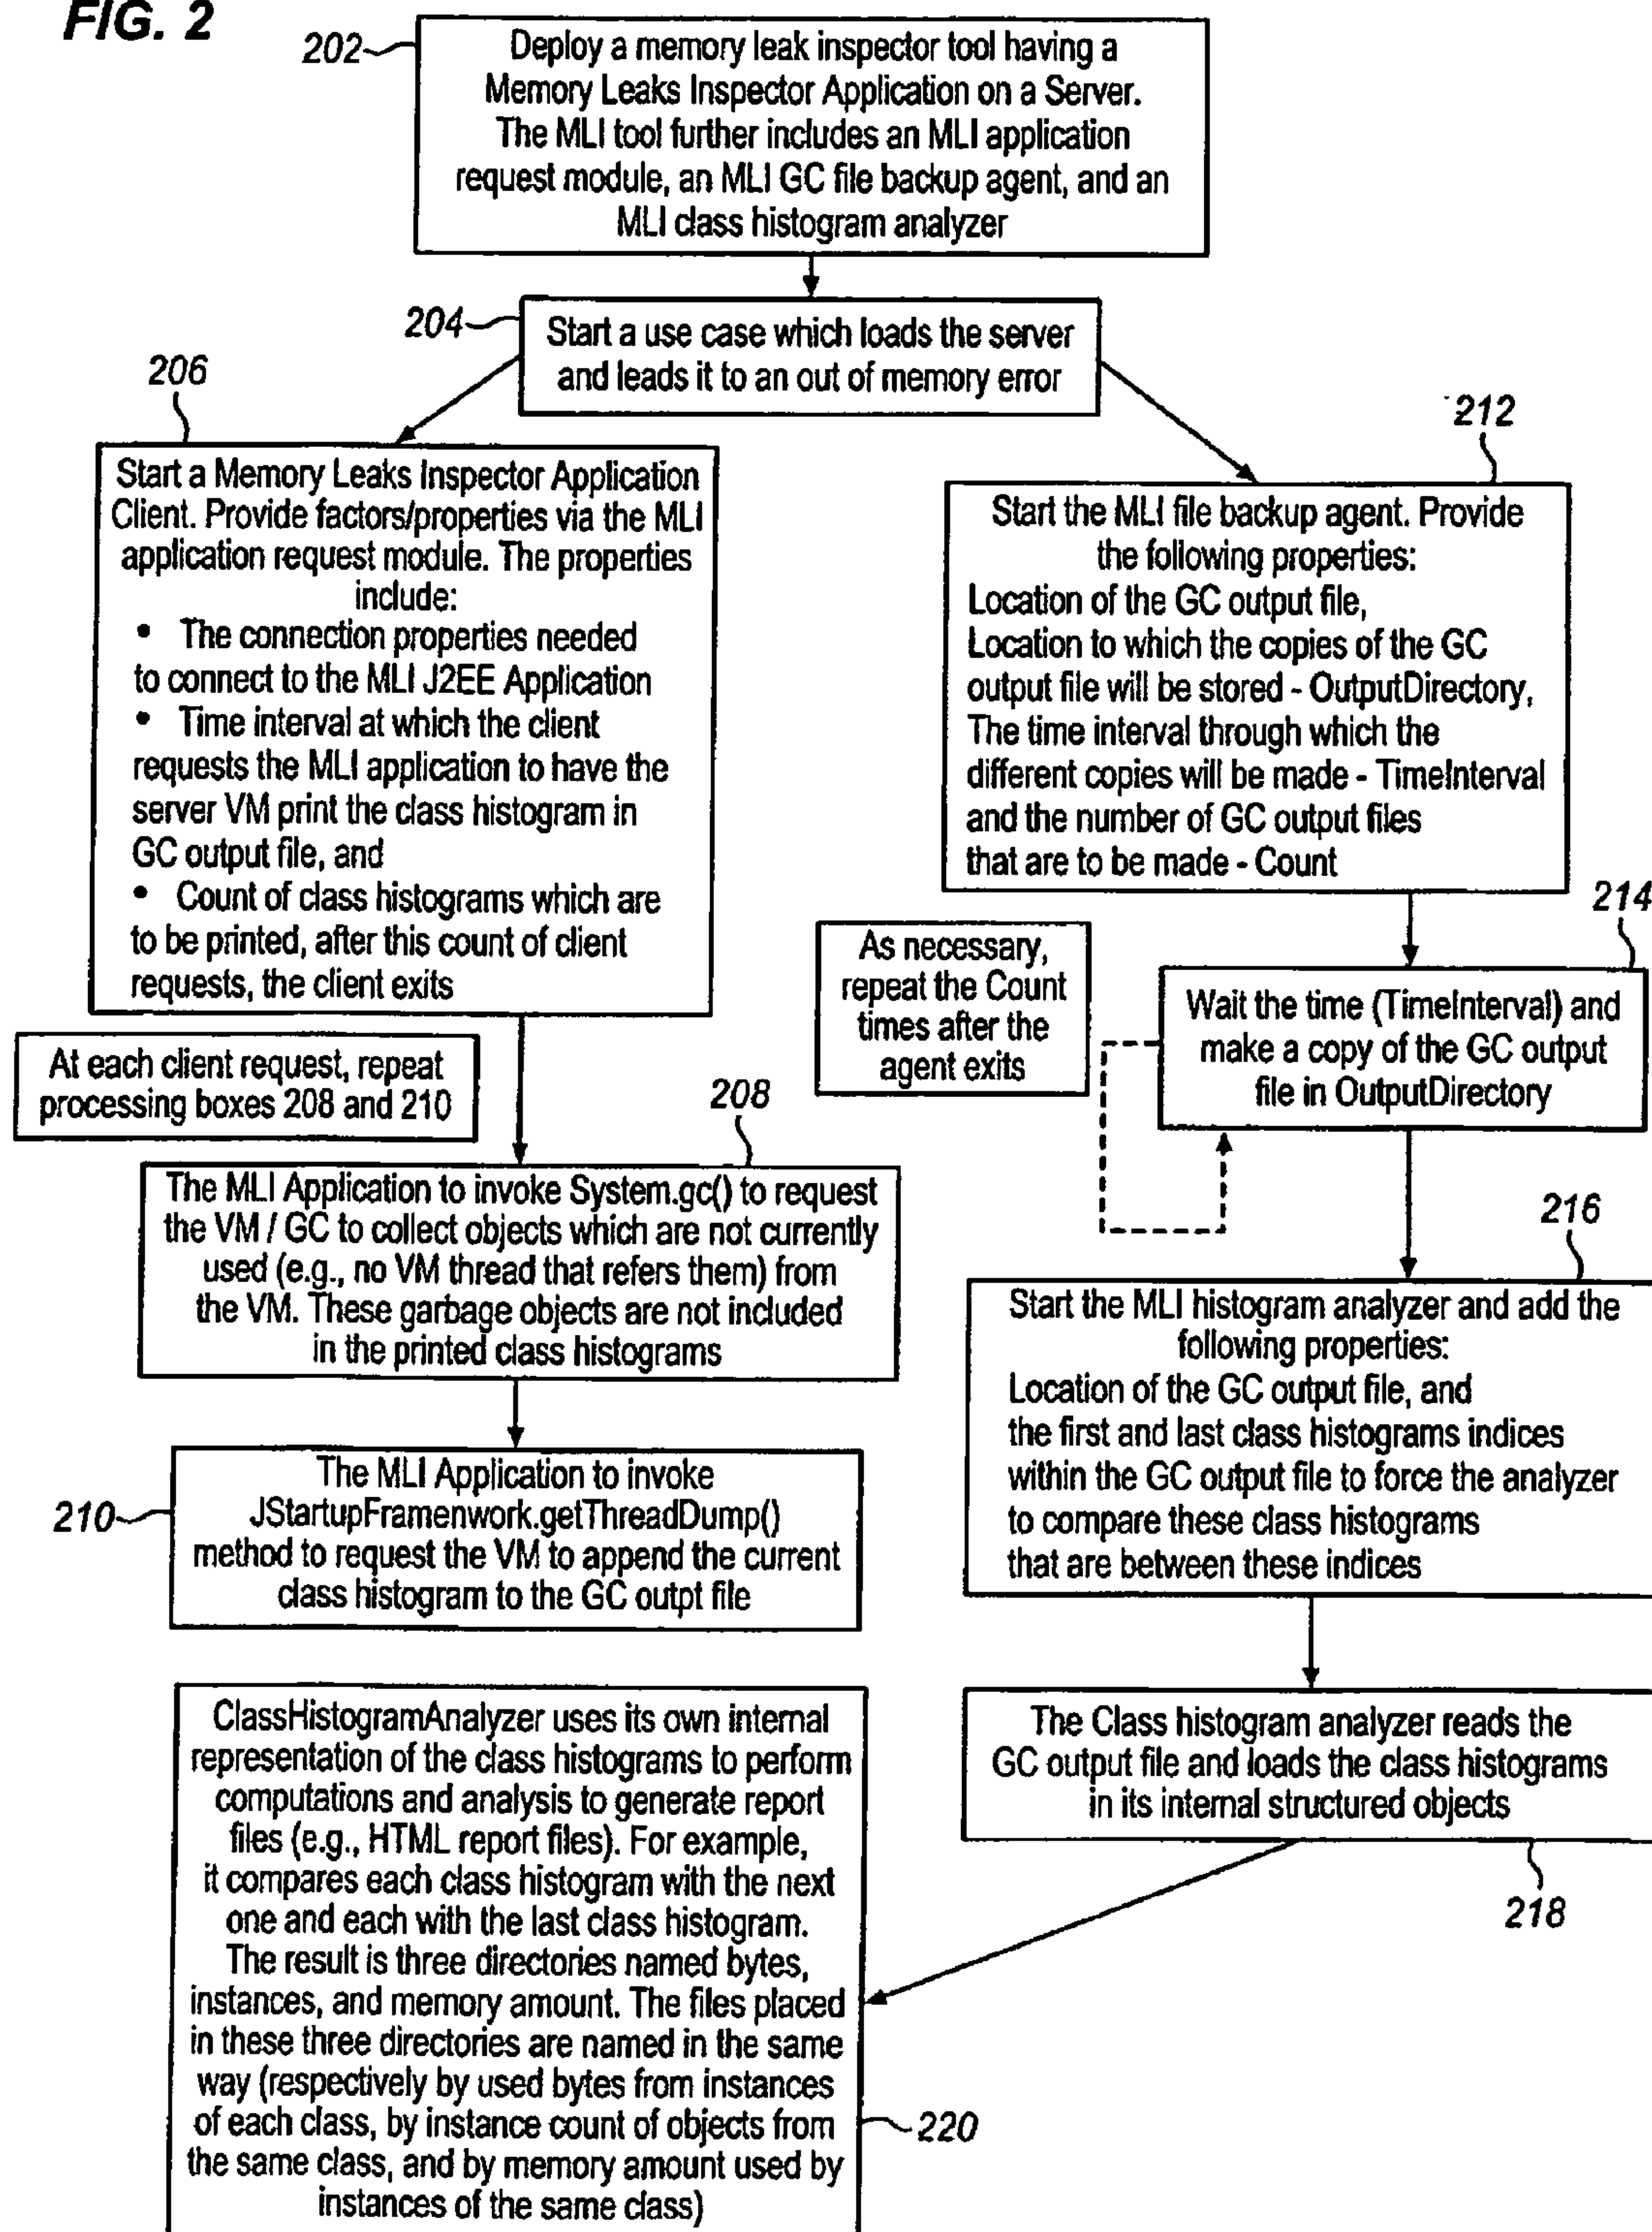 FIG. 2
202
Deploy a memory leak inspector tool having a
Memory Leaks Inspector Application on a Server.
The MLI tool further includes an MLI application
request module, an MLI GC file backup agent, and an
MLI class histogram analyzer
204
Start a use case which loads the server
and leads it to an out of memory error
206
Start a Memory Leaks Inspector Application
Client. Provide factors/properties via the MLI
application request module. The properties
include:
• The connection properties needed
to connect to the MLI J2EE Application
• Time interval at which the client
requests the MLI application to have the
server VM print the class histogram in
GC output file, and
• Count of class histograms which are
to be printed, after this count of client
requests, the client exits
At each client request, repeat
processing boxes 208 and 210
208
The MLI Application to invoke System.gc() to request
the VM / GC to collect objects which are not currently
used (e.g., no VM thread that refers them) from
the VM. These garbage objects are not included
in the printed class histograms
210
The MLI Application to invoke
JStartupFramenwork.getThreadDump()
method to request the VM to append the current
class histogram to the GC outpt file
212
Start the MLI file backup agent. Provide
the following properties:
Location of the GC output file,
Location to which the copies of the GC
output file will be stored - OutputDirectory,
The time interval through which the
different copies will be made - TimeInterval
and the number of GC output files
that are to be made - Count
As necessary,
repeat the Count
times after the
agent exits
214
Wait the time (TimeInterval) and
make a copy of the GC output
file in OutputDirectory
216
Start the MLI histogram analyzer and add the
following properties:
Location of the GC output file, and
the first and last class histograms indices
within the GC output file to force the analyzer
to compare these class histograms
that are between these indices
The Class histogram analyzer reads the
GC output file and loads the class histograms
in its internal structured objects
218
ClassHistogramAnalyzer uses its own internal
representation of the class histograms to perform
computations and analysis to generate report
files (e.g., HTML report files). For example,
it compares each class histogram with the next
one and each with the last class histogram.
The result is three directories named bytes,
instances, and memory amount. The files placed
in these three directories are named in the same
way (respectively by used bytes from instances
of each class, by instance count of objects from
the same class, and by memory amount used by
instances of the same class)
220